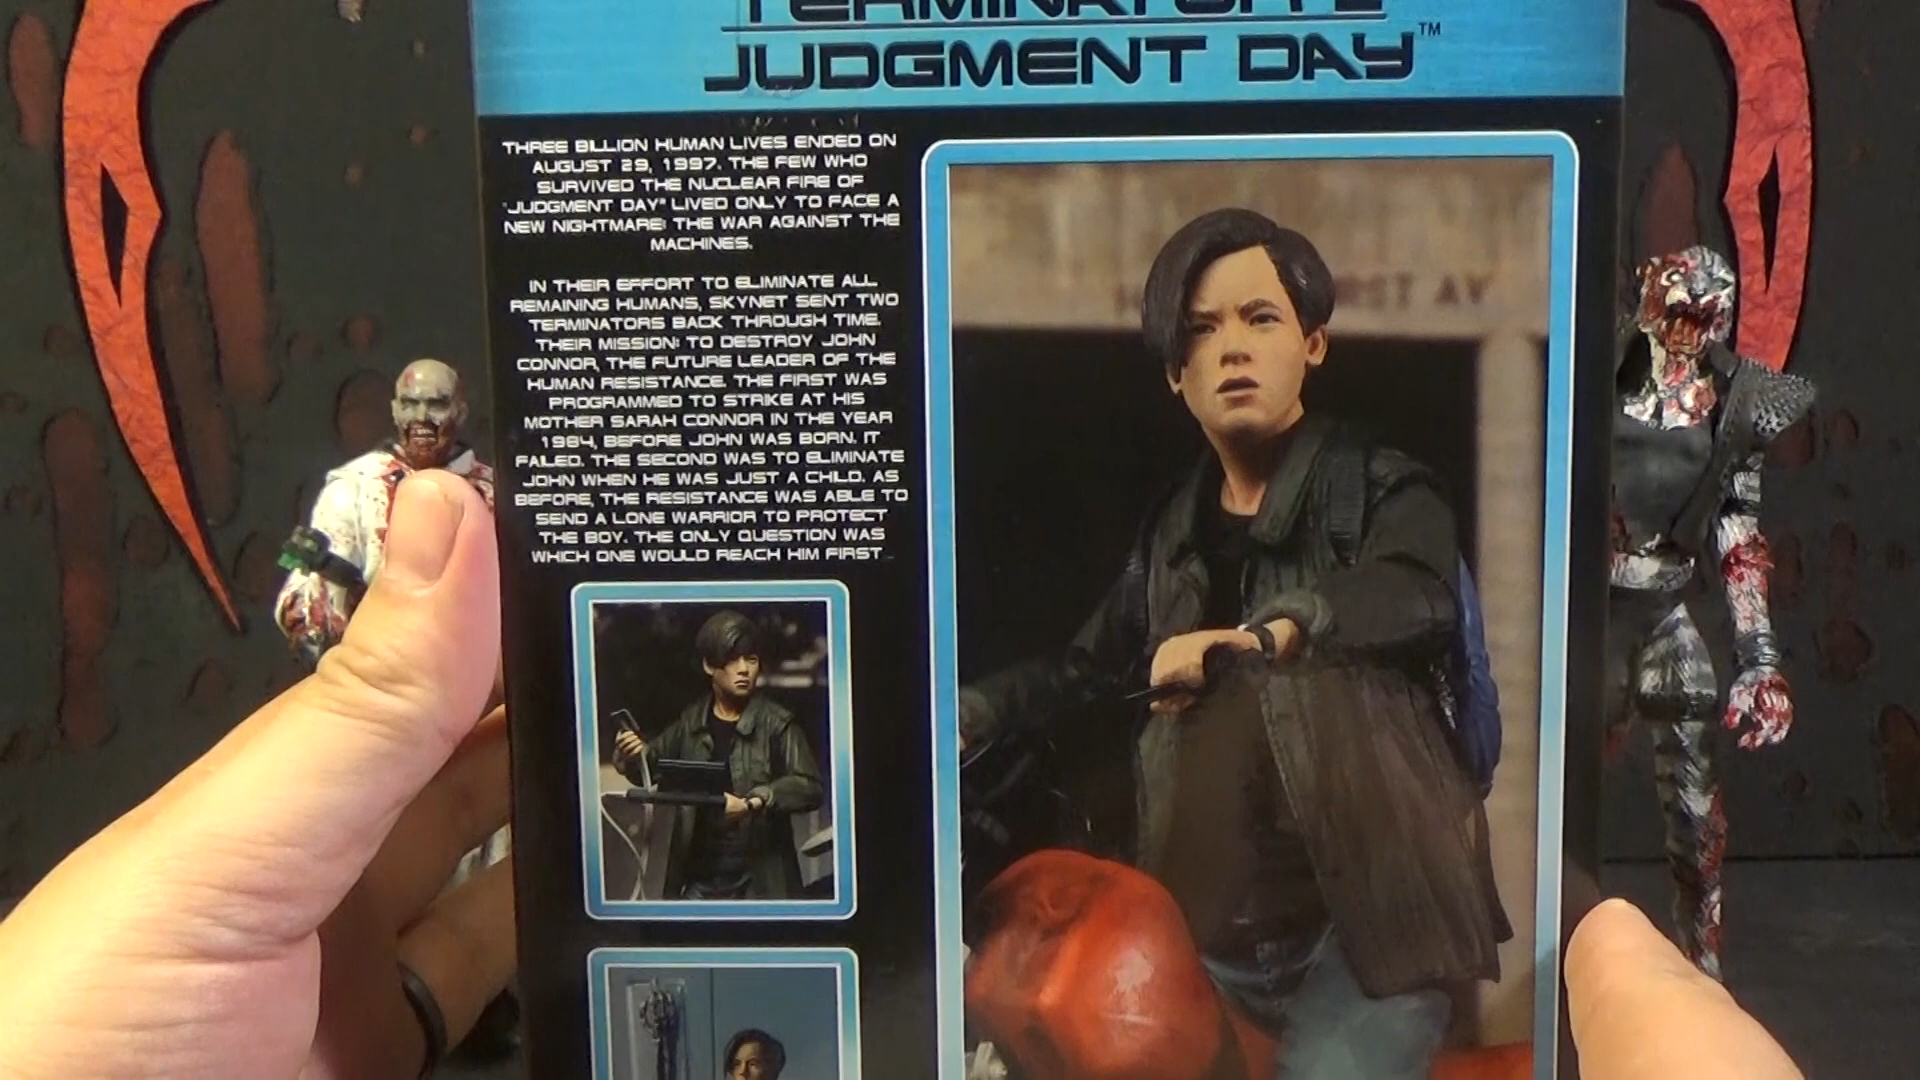 TERMINATOR 2
JUDGMENT DAY™
THREE BILLION HUMAN LIVES ENDED ON
AUGUST 29, 1997. THE FEW WHO
SURVIVED THE NUCLEAR FIRE OF
"JUDGMENT DAY" LIVED ONLY TO FACE A
NEW NIGHTMARE: THE WAR AGAINST THE
MACHINES.
IN THEIR EFFORT TO ELIMINATE ALL
REMAINING HUMANS, SKYNET SENT TWO
TERMINATORS BACK THROUGH TIME.
THEIR MISSION: TO DESTROY JOHN
CONNOR, THE FUTURE LEADER OF THE
HUMAN RESISTANCE. THE FIRST WAS
PROGRAMMED TO STRIKE AT HIS
MOTHER SARAH CONNOR IN THE YEAR
1984, BEFORE JOHN WAS BORN. IT
FAILED. THE SECOND WAS TO ELIMINATE
JOHN WHEN HE WAS JUST A CHILD. AS
BEFORE, THE RESISTANCE WAS ABLE TO
SEND A LONE WARRIOR TO PROTECT
THE BOY. THE ONLY QUESTION WAS
WHICH ONE WOULD REACH HIM FIRST...